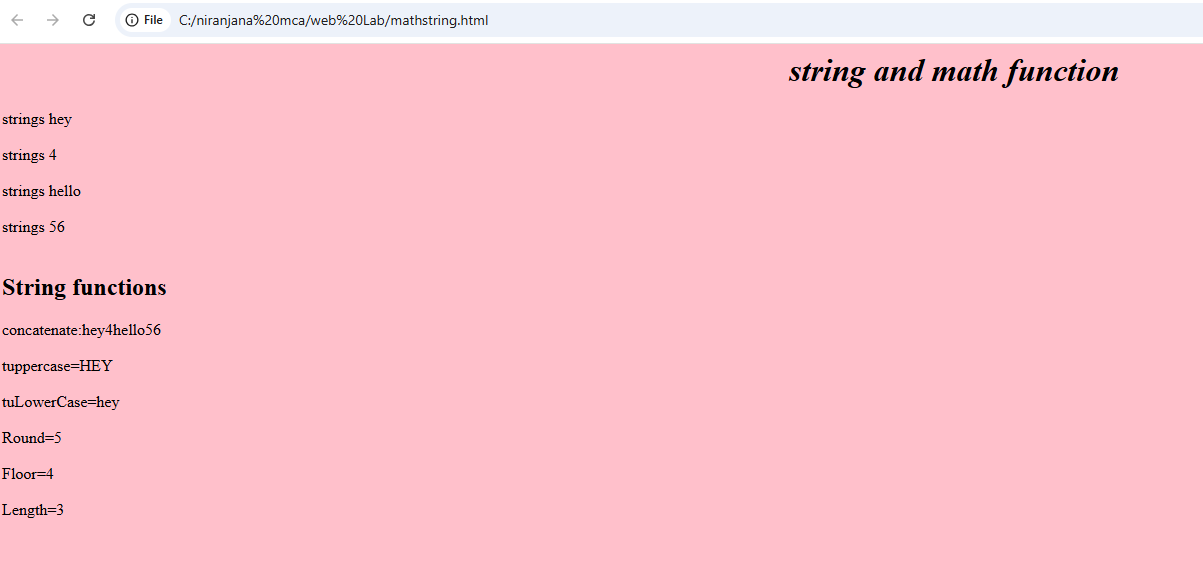 File C:/niranjana%20mca/web%20Lab/mathstring.html
string and math function
strings hey
strings 4
strings hello
strings 56
String functions
concatenate:hey4hello56
tuppercase=HEY
tuLowerCase=hey
Round=5
Floor=4
Length=3